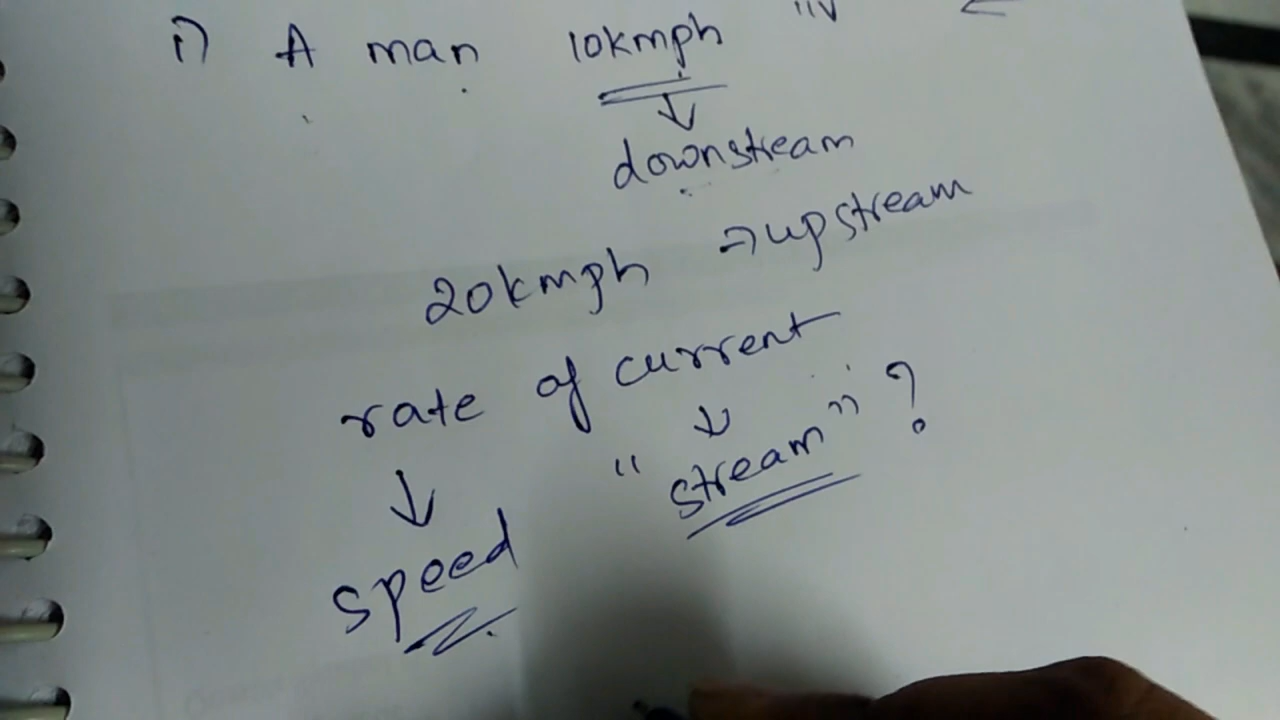 i) A man 10kmph
↓
downstream
20kmph ⇒ upstream
rate of current
↓ ↓
" stream " ?
speed